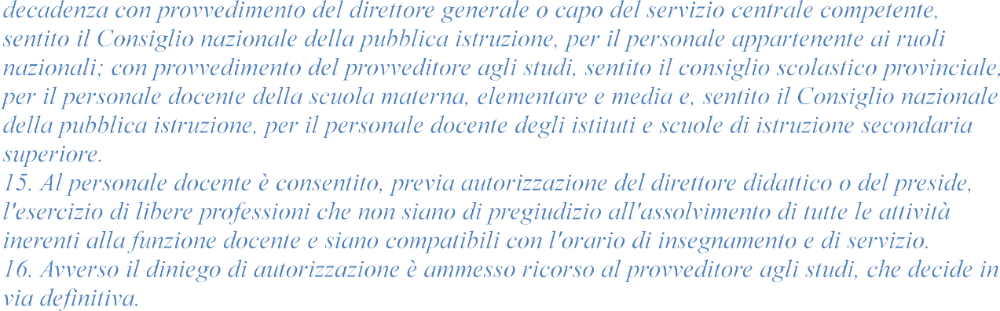 decadenza con provvedimento del direttore generale o capo del servizio centrale competente,
sentito il Consiglio nazionale della pubblica istruzione, per il personale appartenente ai ruoli
nazionali; con provvedimento del provveditore agli studi, sentito il consiglio scolastico provinciale,
per il personale docente della scuola materna, elementare e media e, sentito il Consiglio nazionale
della pubblica istruzione, per il personale docente degli istituti e scuole di istruzione secondaria
superiore.
15. Al personale docente è consentito, previa autorizzazione del direttore didattico o del preside,
l'esercizio di libere professioni che non siano di pregiudizio all'assolvimento di tutte le attività
inerenti alla funzione docente e siano compatibili con l'orario di insegnamento e di servizio.
16. Avverso il diniego di autorizzazione è ammesso ricorso al provveditore agli studi, che decide in
via definitiva.